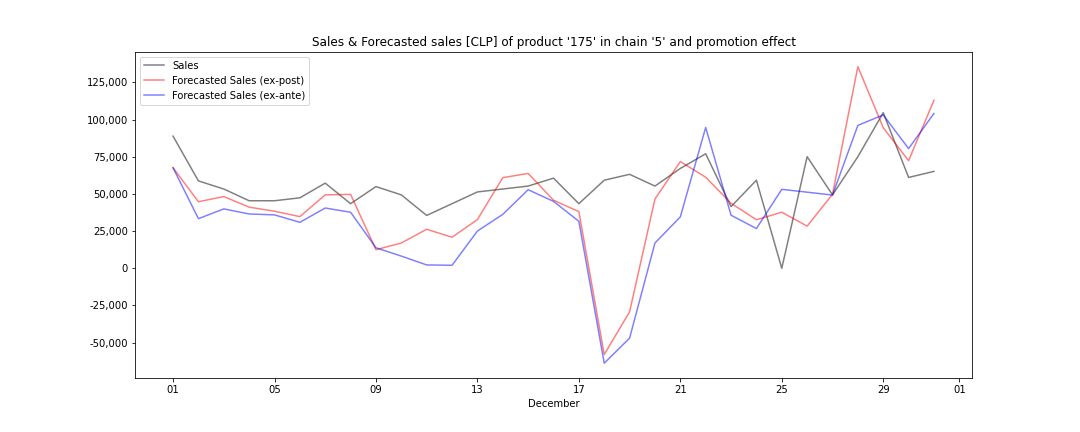 Sales & Forecasted sales [CLP] of product '175' in chain '5' and promotion effect
Sales
Forecasted Sales (ex-post)
Forecasted Sales (ex-ante)
125,000
100,000
75,000
50,000
25,000
0
-25,000
-50,000
01 05 09 13 17 21 25 29 01
December